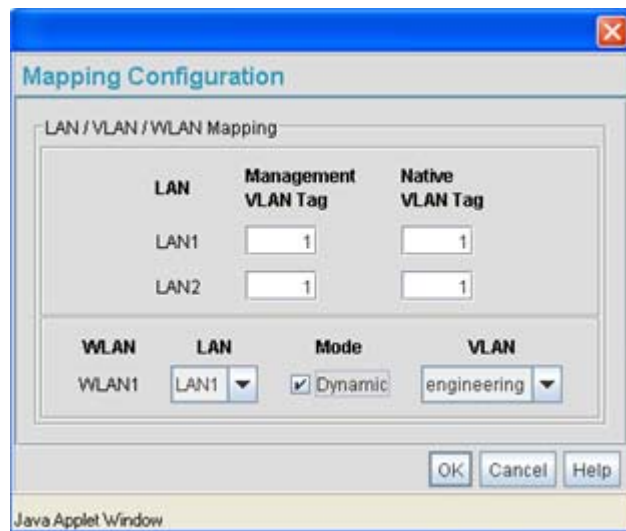 Mapping Configuration
LAN / VLAN / WLAN Mapping
LAN Management VLAN Tag Native VLAN Tag
LAN1 1 1
LAN2 1 1
WLAN LAN Mode VLAN
WLAN1 LAN1 Dynamic engineering
OK Cancel Help
Java Applet Window